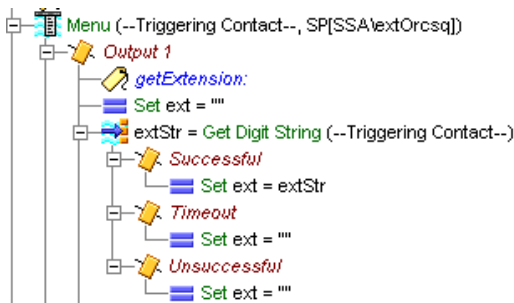 Menu (--Triggering Contact--, SP[SSA\extOrcsq])
Output 1
getExtension:
Set ext = ""
extStr = Get Digit String (--Triggering Contact--)
Successful
Set ext = extStr
Timeout
Set ext = ""
Unsuccessful
Set ext = ""